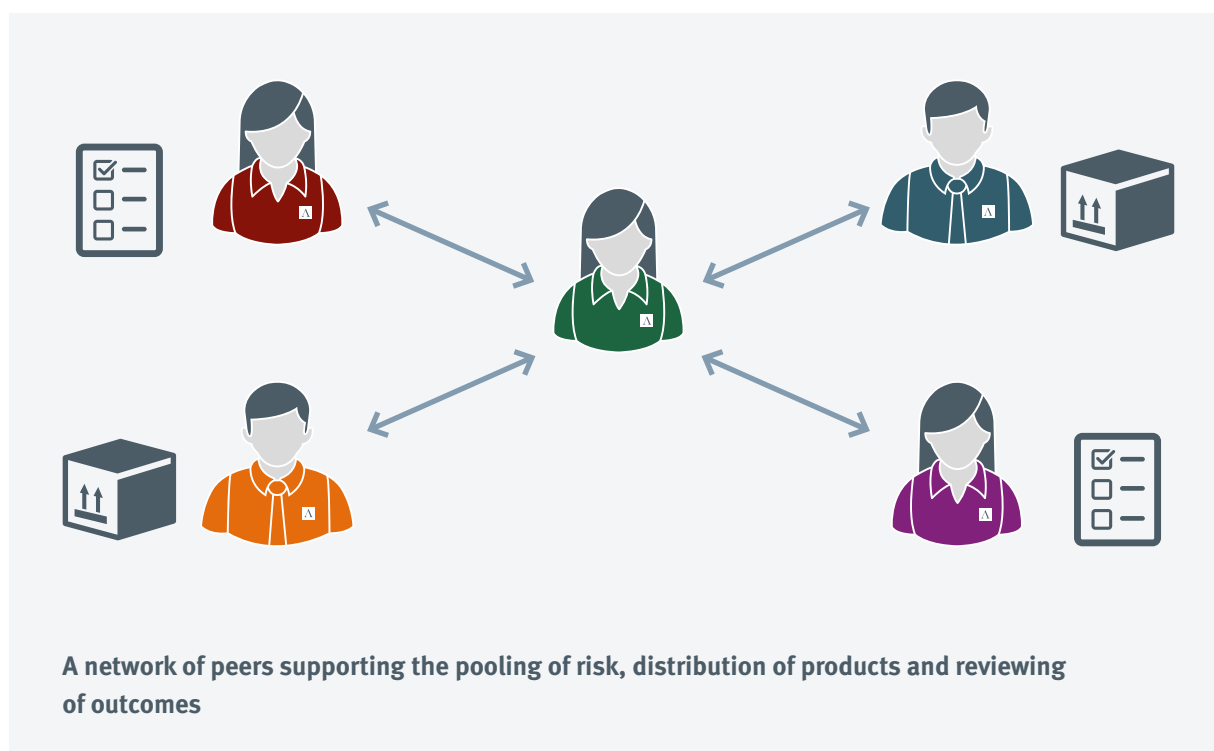 Λ
Λ
Λ
Λ
Λ
A network of peers supporting the pooling of risk, distribution of products and reviewing
of outcomes